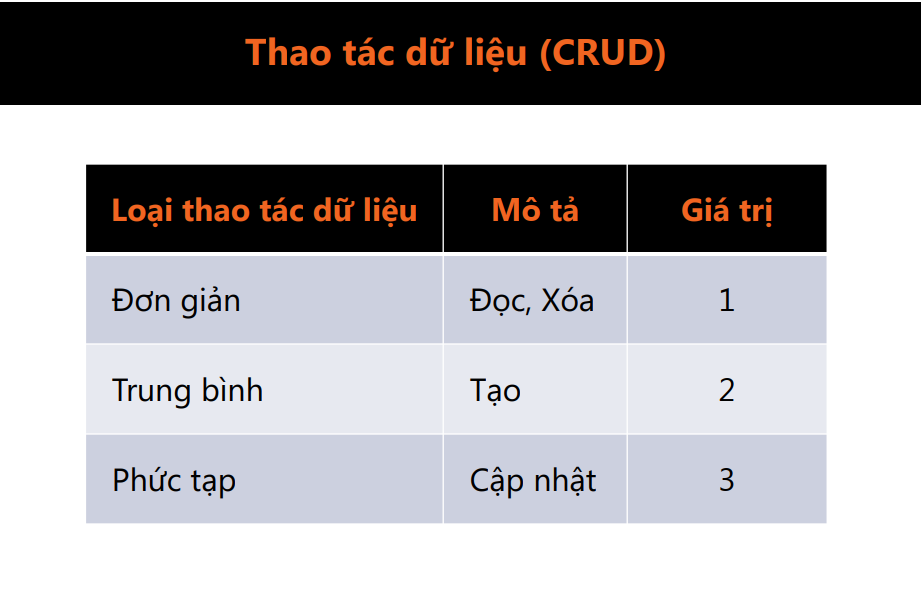 Thao tác dữ liệu (CRUD)
Loại thao tác dữ liệu Mô tả Giá trị
Đơn giản Đọc, Xóa 1
Trung bình Tạo 2
Phức tạp Cập nhật 3